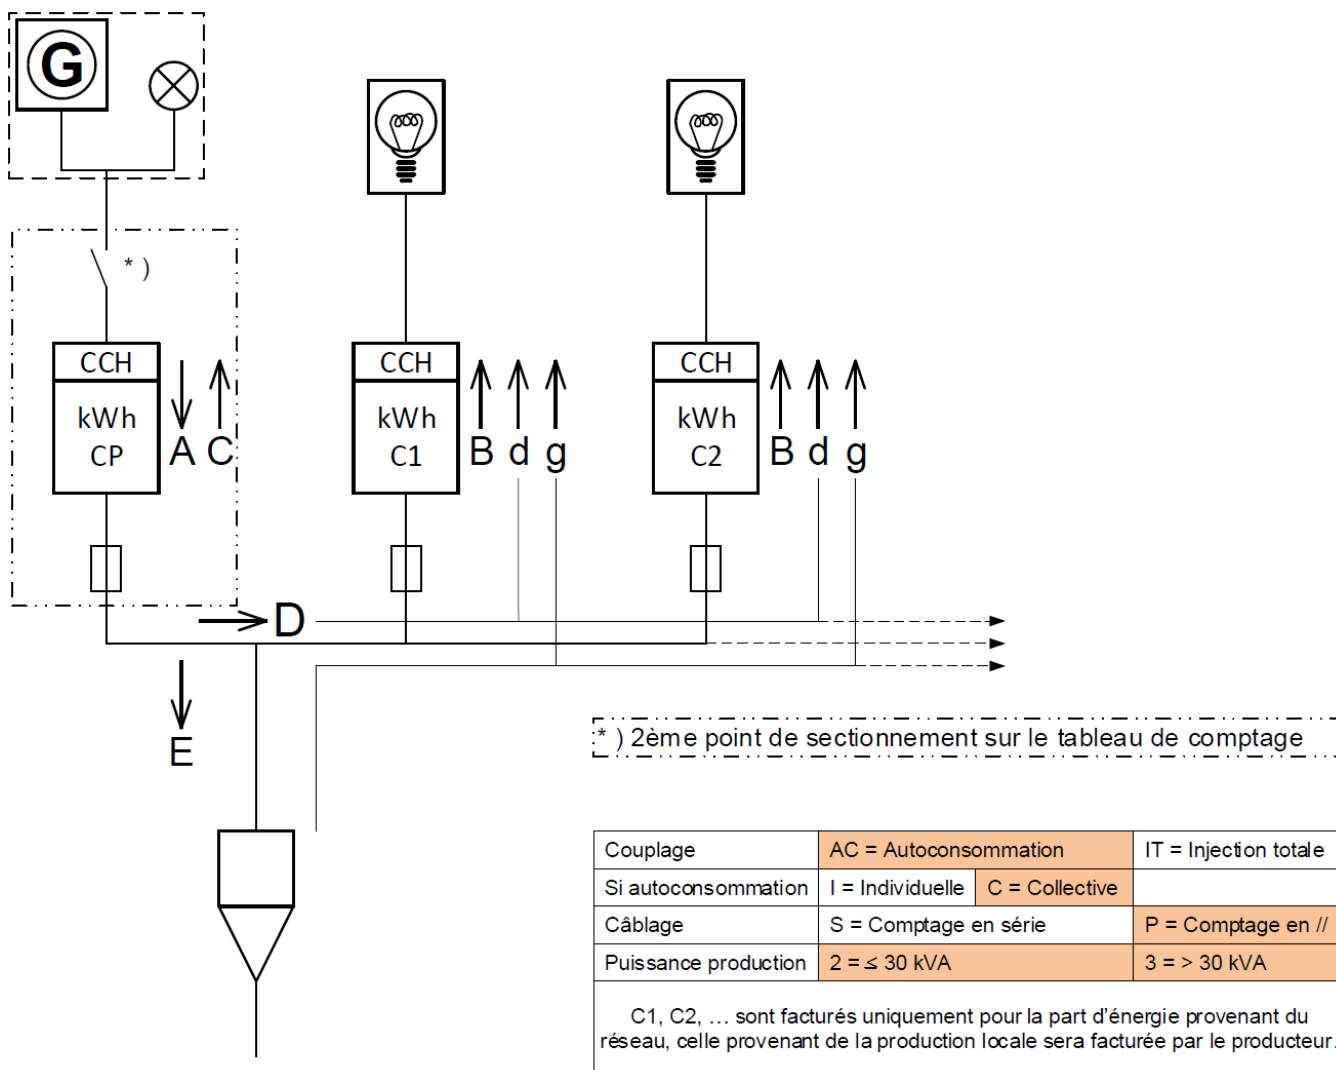 G
* )
CCH
kWh
CP
A C
CCH
kWh
C1
B d g
CCH
kWh
C2
B d g
D
E
* ) 2ème point de sectionnement sur le tableau de comptage
Couplage AC = Autoconsommation IT = Injection totale
Si autoconsommation I = Individuelle C = Collective
Câblage S = Comptage en série P = Comptage en //
Puissance production 2 = ≤ 30 kVA 3 = > 30 kVA
C1, C2, … sont facturés uniquement pour la part d’énergie provenant du
réseau, celle provenant de la production locale sera facturée par le producteur.